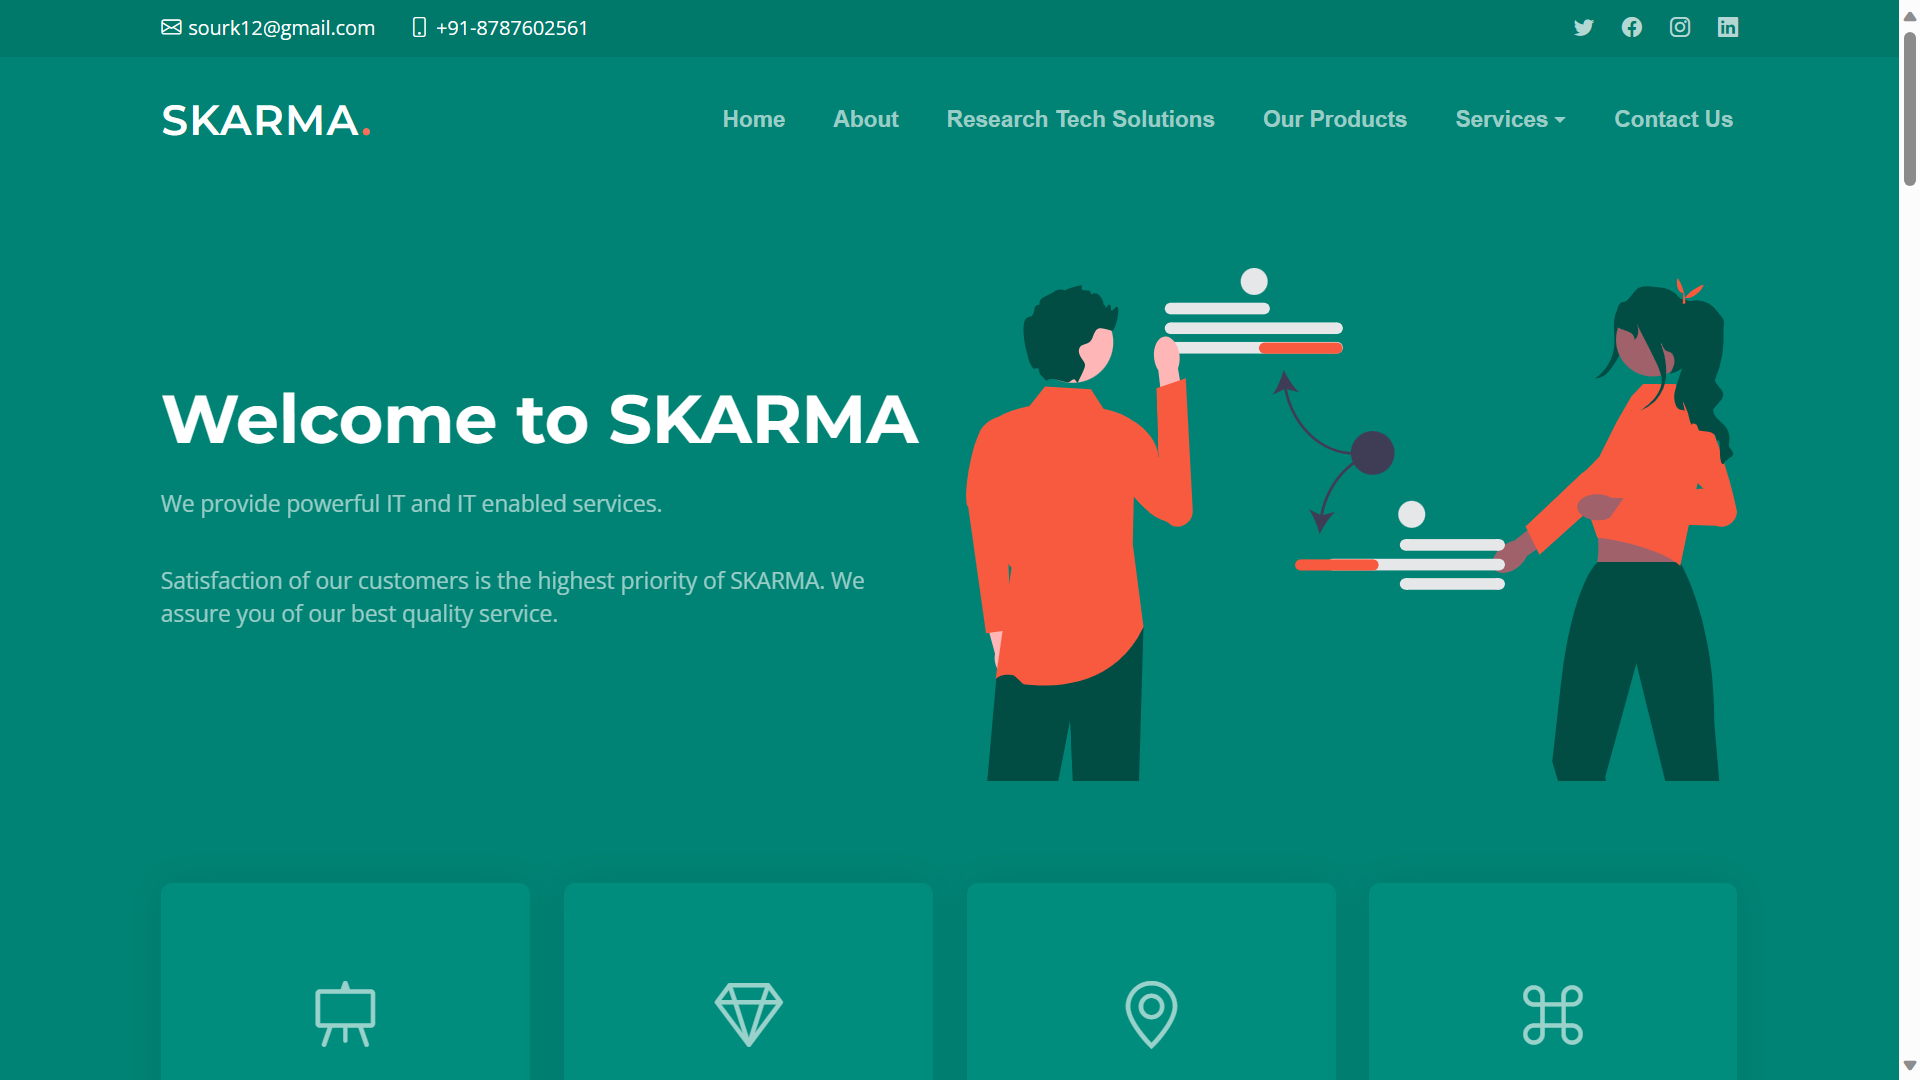 sourk12@gmail.com +91-8787602561
SKARMA.
Home About Research Tech Solutions Our Products Services Contact Us
Welcome to SKARMA
We provide powerful IT and IT enabled services.
Satisfaction of our customers is the highest priority of SKARMA. We
assure you of our best quality service.